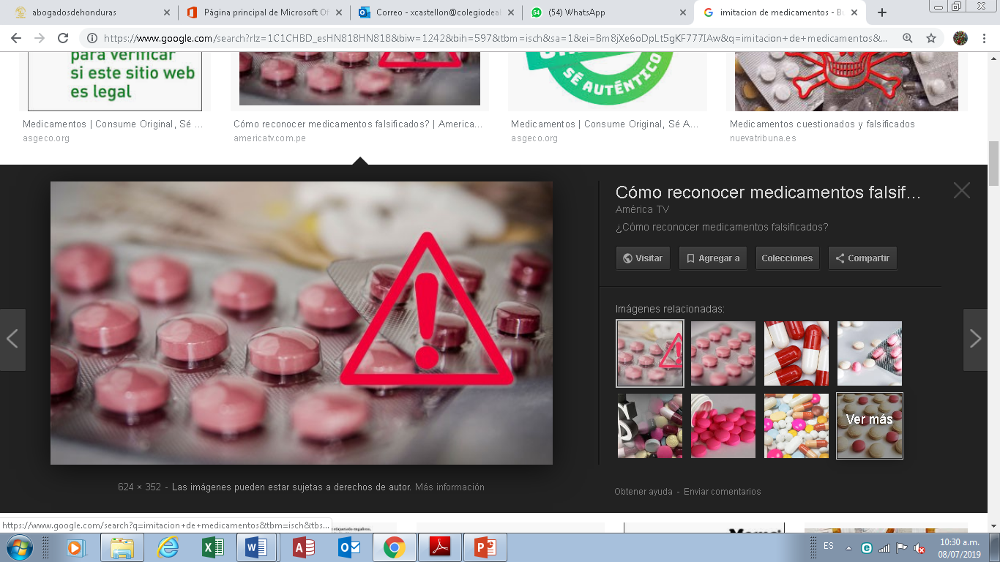 abogadosdehonduras
Página principal de Microsoft Of
Correo - xcastellon@colegiodeal
54
(54) WhatsApp
imitacion de medicamentos - Bu
https://www.google.com/search?rlz=1C1CHBD_esHN818HN818&biw=1242&bih=597&tbm=isch&sa=1&ei=Bm8jXe6oDpLt5gKF777IAw&q=imitacion+de+medicamentos&...
para verificar
si este sitio web
es legal
SÉ AUTÉNTICO
Medicamentos | Consume Original, Sé ...
asgeco.org
Cómo reconocer medicamentos falsificados? | America...
americatv.com.pe
Medicamentos | Consume Original, Sé A...
asgeco.org
Medicamentos cuestionados y falsificados
nuevatribuna.es
Cómo reconocer medicamentos falsif...
América TV
¿Cómo reconocer medicamentos falsificados?
Visitar
Agregar a
Colecciones
Compartir
Imágenes relacionadas:
Ver más
624 × 352 - Las imágenes pueden estar sujetas a derechos de autor. Más información
Obtener ayuda - Enviar comentarios
https://www.google.com/search?q=imitacion+de+medicamentos&tbm=isch&tbs...
ES
10:30 a.m.
08/07/2019